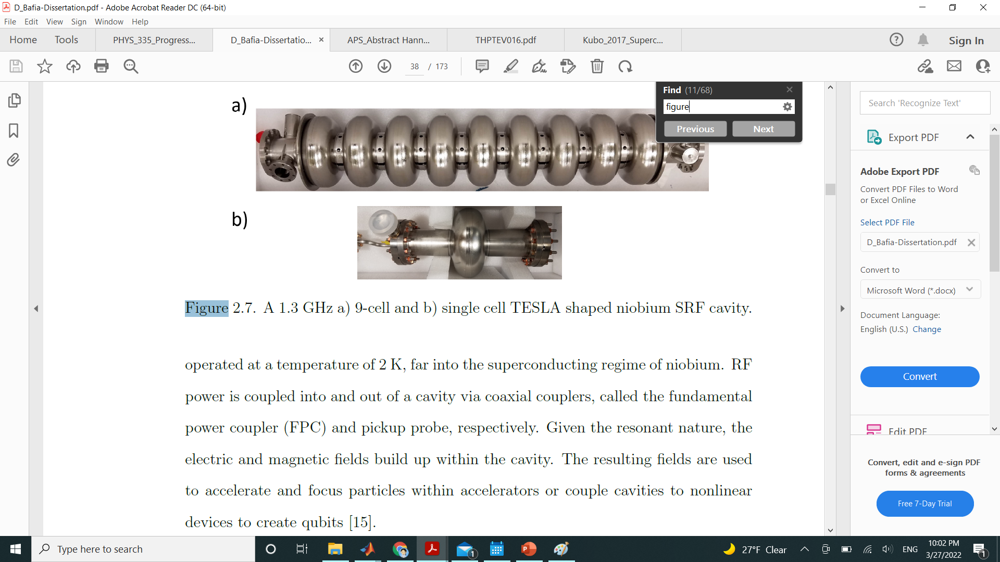 D_Bafia-Dissertation.pdf - Adobe Acrobat Reader DC (64-bit)
File Edit View Sign Window Help
Home Tools PHYS_335_Progress... D_Bafia-Dissertatio... × APS_Abstract Hann... THPTEV016.pdf Kubo_2017_Superc... ? Sign In
38 / 173
Find (11/68)
figure
Previous Next
a)
b)
Figure 2.7. A 1.3 GHz a) 9-cell and b) single cell TESLA shaped niobium SRF cavity.
operated at a temperature of 2 K, far into the superconducting regime of niobium. RF
power is coupled into and out of a cavity via coaxial couplers, called the fundamental
power coupler (FPC) and pickup probe, respectively. Given the resonant nature, the
electric and magnetic fields build up within the cavity. The resulting fields are used
to accelerate and focus particles within accelerators or couple cavities to nonlinear
devices to create qubits [15].
Search 'Recognize Text'
Export PDF
Adobe Export PDF
Convert PDF Files to Word
or Excel Online
Select PDF File
D_Bafia-Dissertation.pdf
Convert to
Microsoft Word (*.docx)
Document Language:
English (U.S.) Change
Convert
Edit PDF
Convert, edit and e-sign PDF
forms & agreements
Free 7-Day Trial
Type here to search
1
P
27°F Clear
ENG
10:02 PM
3/27/2022
1